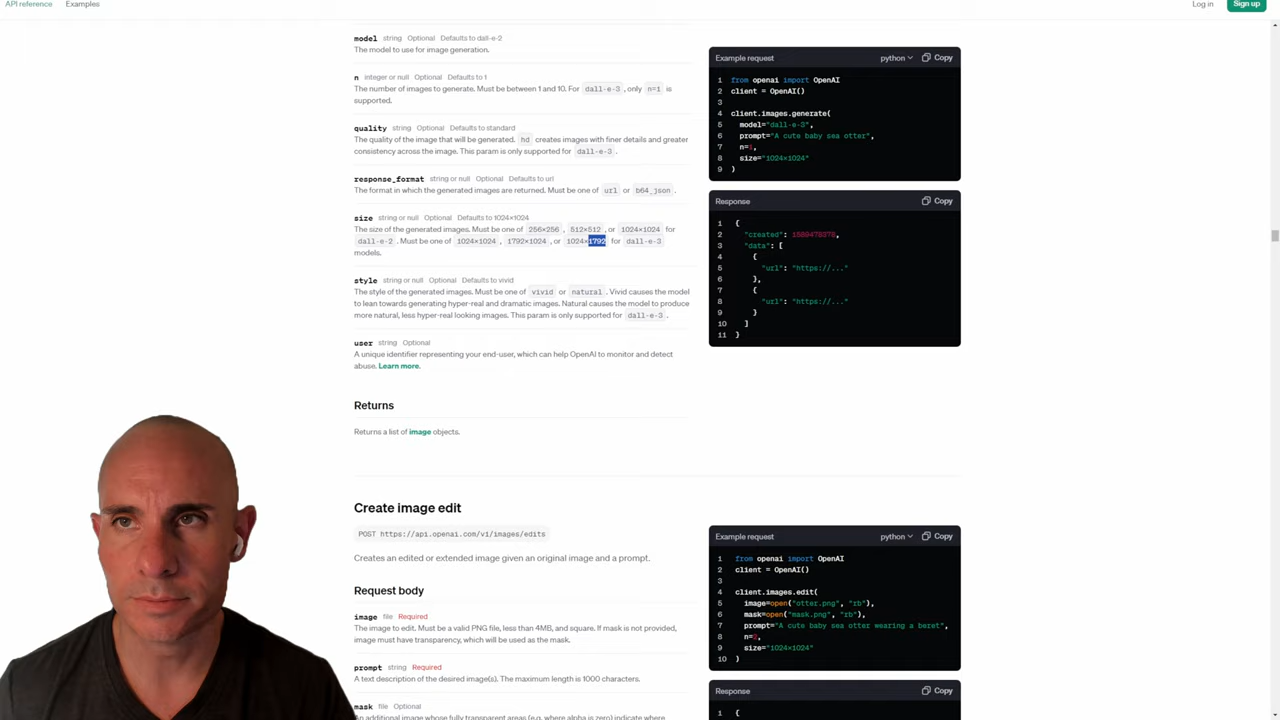 API reference Examples Log in Sign up
model string Optional Defaults to dall-e-2
The model to use for image generation.
n integer or null Optional Defaults to 1
The number of images to generate. Must be between 1 and 10. For dall-e-3, only n=1 is
supported.
quality string Optional Defaults to standard
The quality of the image that will be generated. hd creates images with finer details and greater
consistency across the image. This param is only supported for dall-e-3.
response_format string or null Optional Defaults to url
The format in which the generated images are returned. Must be one of url or b64_json.
size string or null Optional Defaults to 1024x1024
The size of the generated images. Must be one of 256x256, 512x512, or 1024x1024 for
dall-e-2. Must be one of 1024x1024, 1792x1024, or 1024x1792 for dall-e-3
models.
style string or null Optional Defaults to vivid
The style of the generated images. Must be one of vivid or natural. Vivid causes the model
to lean towards generating hyper-real and dramatic images. Natural causes the model to produce
more natural, less hyper-real looking images. This param is only supported for dall-e-3.
user string Optional
A unique identifier representing your end-user, which can help OpenAI to monitor and detect
abuse. Learn more.
Returns
Returns a list of image objects.
Example request python Copy
1 from openai import OpenAI
2 client = OpenAI()
3
4 client.images.generate(
5 model="dall-e-3",
6 prompt="A cute baby sea otter",
7 n=1,
8 size="1024x1024"
9 )
Response Copy
1 {
2 "created": 1589478378,
3 "data": [
4 {
5 "url": "https://..."
6 },
7 {
8 "url": "https://..."
9 }
10 ]
11 }
Create image edit
POST https://api.openai.com/v1/images/edits
Creates an edited or extended image given an original image and a prompt.
Request body
image file Required
The image to edit. Must be a valid PNG file, less than 4MB, and square. If mask is not provided,
image must have transparency, which will be used as the mask.
prompt string Required
A text description of the desired image(s). The maximum length is 1000 characters.
mask file Optional
An additional image whose fully transparent areas (e.g. where alpha is zero) indicate where
Example request python Copy
1 from openai import OpenAI
2 client = OpenAI()
3
4 client.images.edit(
5 image=open("otter.png", "rb"),
6 mask=open("mask.png", "rb"),
7 prompt="A cute baby sea otter wearing a beret",
8 n=2,
9 size="1024x1024"
10 )
Response Copy
1 {